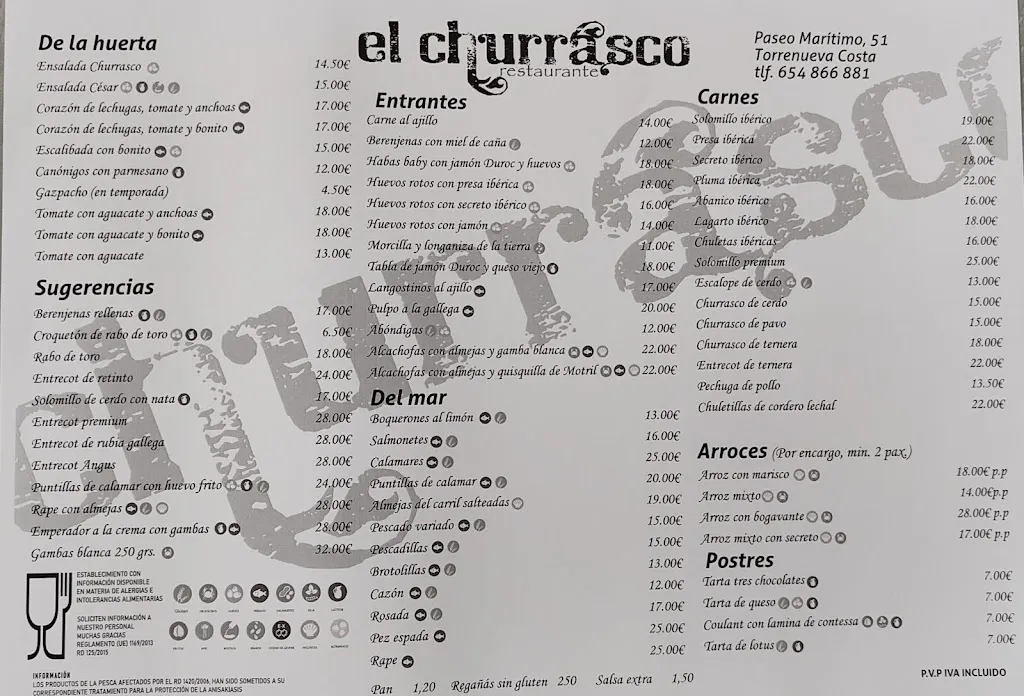 el churrasco
restaurante
Paseo Marítimo, 51
Torrenueva Costa
tlf. 654 866 881
De la huerta
Ensalada Churrasco 14.50€
Ensalada César 15.00€
Corazón de lechugas, tomate y anchoas 17.00€
Corazón de lechugas, tomate y bonito 17.00€
Escalibada con bonito 15.00€
Canónigos con parmesano 12.00€
Gazpacho (en temporada) 4.50€
Tomate con aguacate y anchoas 18.00€
Tomate con aguacate y bonito 18.00€
Tomate con aguacate 13.00€
Sugerencias
Berenjenas rellenas 17.00€
Croquetón de rabo de toro 6.50€
Rabo de toro 18.00€
Entrecot de retinto 24.00€
Solomillo de cerdo con nata 17.00€
Entrecot premium 28.00€
Entrecot de rubia gallega 28.00€
Entrecot Angus 28.00€
Puntillas de calamar con huevo frito 24.00€
Rape con almejas 28.00€
Emperador a la crema con gambas 28.00€
Gambas blanca 250 grs. 32.00€
Entrantes
Carne al ajillo 14.00€
Berenjenas con miel de caña 12.00€
Habas baby con jamón Duroc y huevos 18.00€
Huevos rotos con presa ibérica 18.00€
Huevos rotos con secreto ibérico 16.00€
Huevos rotos con jamón 14.00€
Morcilla y longaniza de la tierra 11.00€
Tabla de jamón Duroc y queso viejo 18.00€
Langostinos al ajillo 17.00€
Pulpo a la gallega 20.00€
Abóndigas 12.00€
Alcachofas con almejas y gamba blanca 22.00€
Alcachofas con almejas y quisquilla de Motril 22.00€
Del mar
Boquerones al limón 13.00€
Salmonetes 16.00€
Calamares 25.00€
Puntillas de calamar 20.00€
Almejas del carril salteadas 19.00€
Pescado variado 15.00€
Pescadillas 15.00€
Brotolillas 13.00€
Cazón 12.00€
Rosada 17.00€
Pez espada 25.00€
Rape 25.00€
Carnes
Solomillo ibérico 19.00€
Presa ibérica 22.00€
Secreto ibérico 18.00€
Pluma ibérica 22.00€
Abanico ibérico 16.00€
Lagarto ibérico 18.00€
Chuletas ibéricas 16.00€
Solomillo premium 25.00€
Escalope de cerdo 13.00€
Churrasco de cerdo 15.00€
Churrasco de pavo 15.00€
Churrasco de ternera 18.00€
Entrecot de ternera 22.00€
Pechuga de pollo 13.50€
Chuletillas de cordero lechal 22.00€
Arroces (Por encargo, min. 2 pax.)
Arroz con marisco 18.00€ p.p
Arroz mixto 14.00€p.p
Arroz con bogavante 28.00€ p.p
Arroz mixto con secreto 17.00€ p.p
Postres
Tarta tres chocolates 7.00€
Tarta de queso 7.00€
Coulant con lamina de contessa 7.00€
Tarta de lotus 7.00€
ESTABLECIMIENTO CON
INFORMACIÓN DISPONIBLE
EN MATERIA DE ALERGIAS E
INTOLERANCIAS ALIMENTARIAS
SOLICITEN INFORMACIÓN A
NUESTRO PERSONAL
MUCHAS GRACIAS
REGLAMENTO (UE) 1169/2013
RD 125/2015
INFORMACIÓN
LOS PRODUCTOS DE LA PESCA AFECTADOS POR EL RD 1420/2006, HAN SIDO SOMETIDOS A SU
CORRESPONDIENTE TRATAMIENTO PARA LA PROTECCIÓN DE LA ANISAKIASIS
Pan 1,20 Regañás sin gluten 250 Salsa extra 1,50
P.V.P IVA INCLUIDO
churrasc